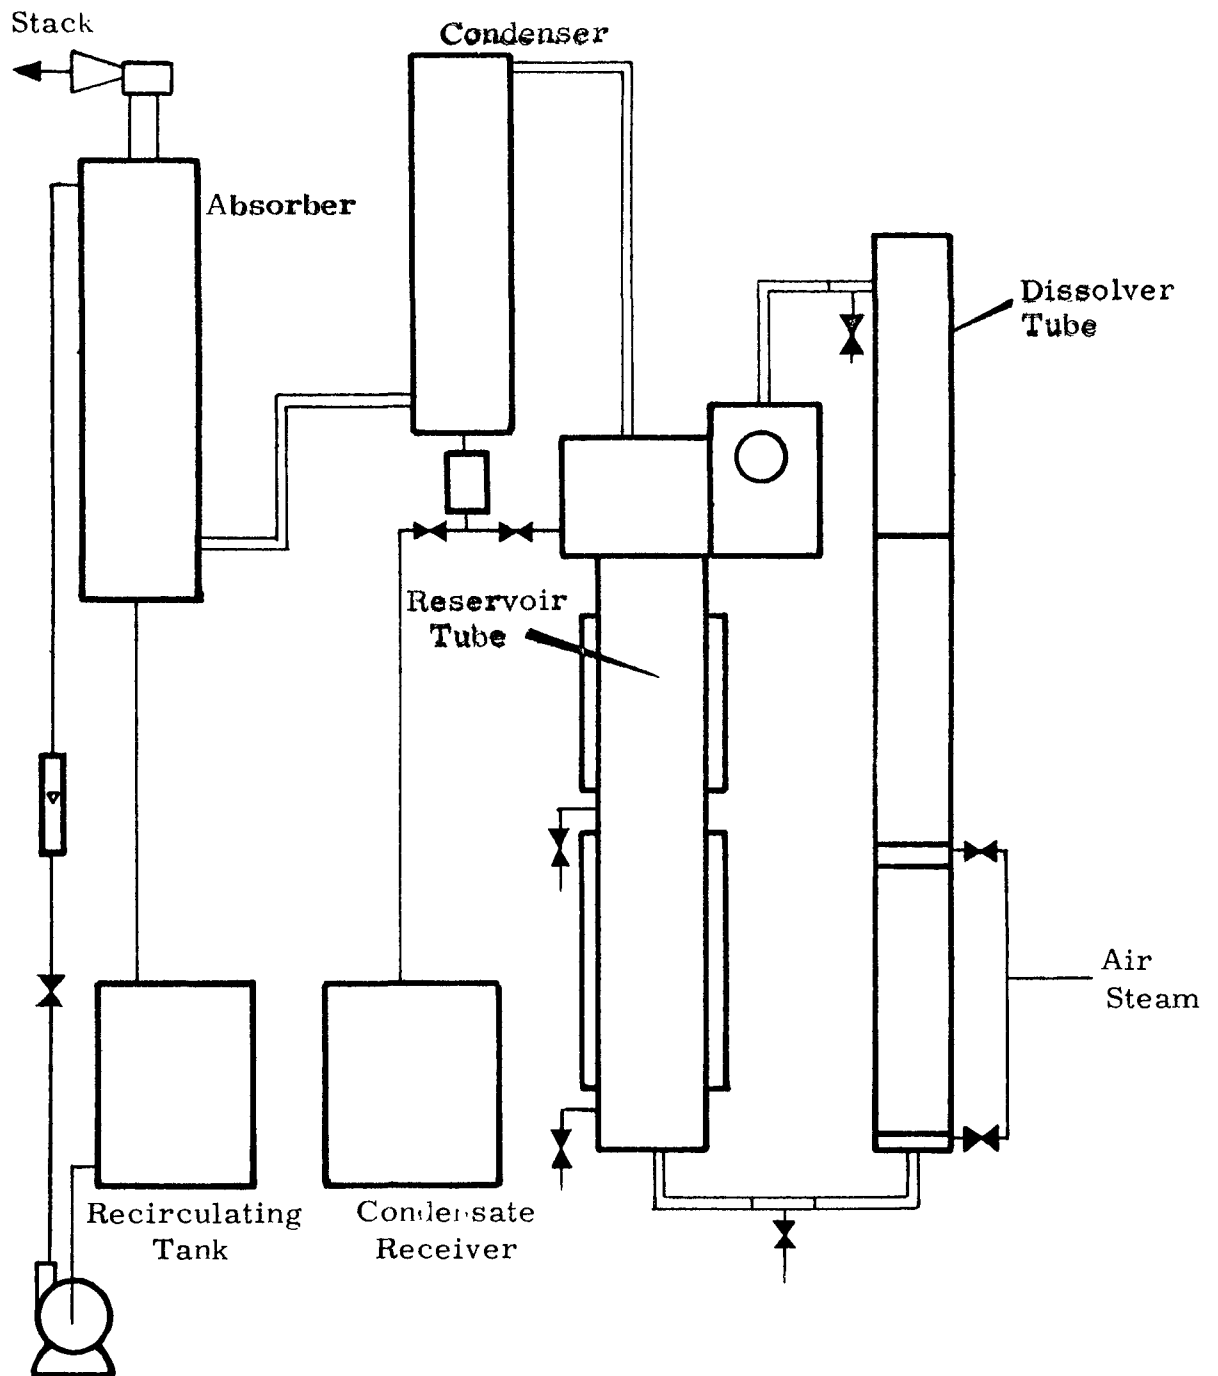 Stack
Condenser
Absorber
Dissolver
Tube
Reservoir
Tube
Air
Steam
Recirculating
Tank
Condensate
Receiver